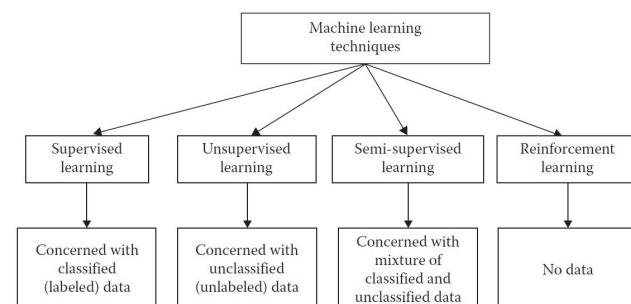 Machine learning
techniques
Supervised
learning
Unsupervised
learning
Semi-supervised
learning
Reinforcement
learning
Concerned with
classified
(labeled) data
Concerned with
unclassified
(unlabeled) data
Concerned with
mixture of
classified and
unclassified data
No data